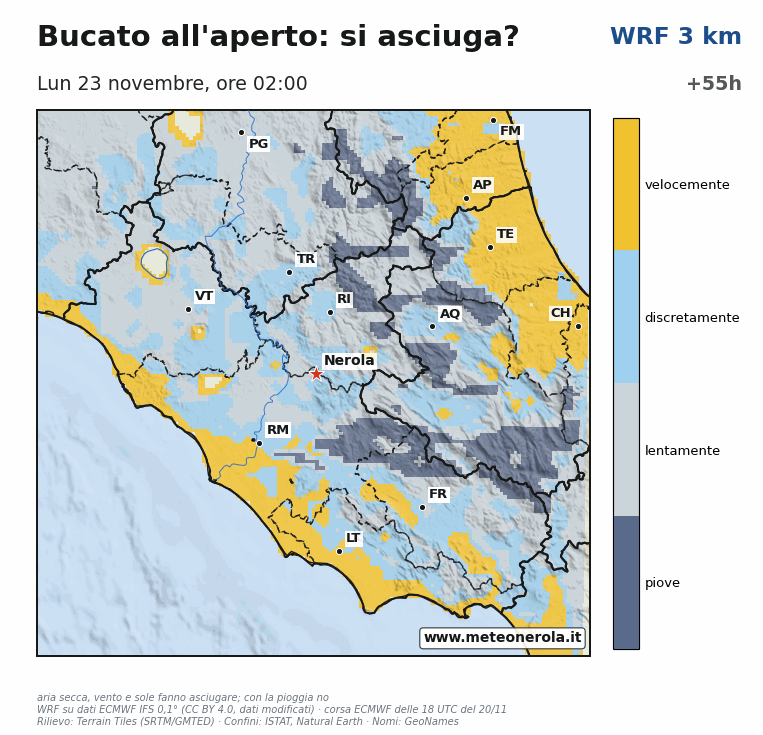 Bucato all'aperto: si asciuga?
WRF 3 km
Lun 23 novembre, ore 02:00
+55h
FM
PG
AP
velocemente
TE
TR
VT
RI
AQ
CH
discretamente
Nerola
RM
lentamente
FR
LT
piove
www.meteonerola.it
aria secca, vento e sole fanno asciugare; con la pioggia no
WRF su dati ECMWF IFS 0,1° (CC BY 4.0, dati modificati) · corsa ECMWF delle 18 UTC del 20/11
Rilievo: Terrain Tiles (SRTM/GMTED) · Confini: ISTAT, Natural Earth · Nomi: GeoNames